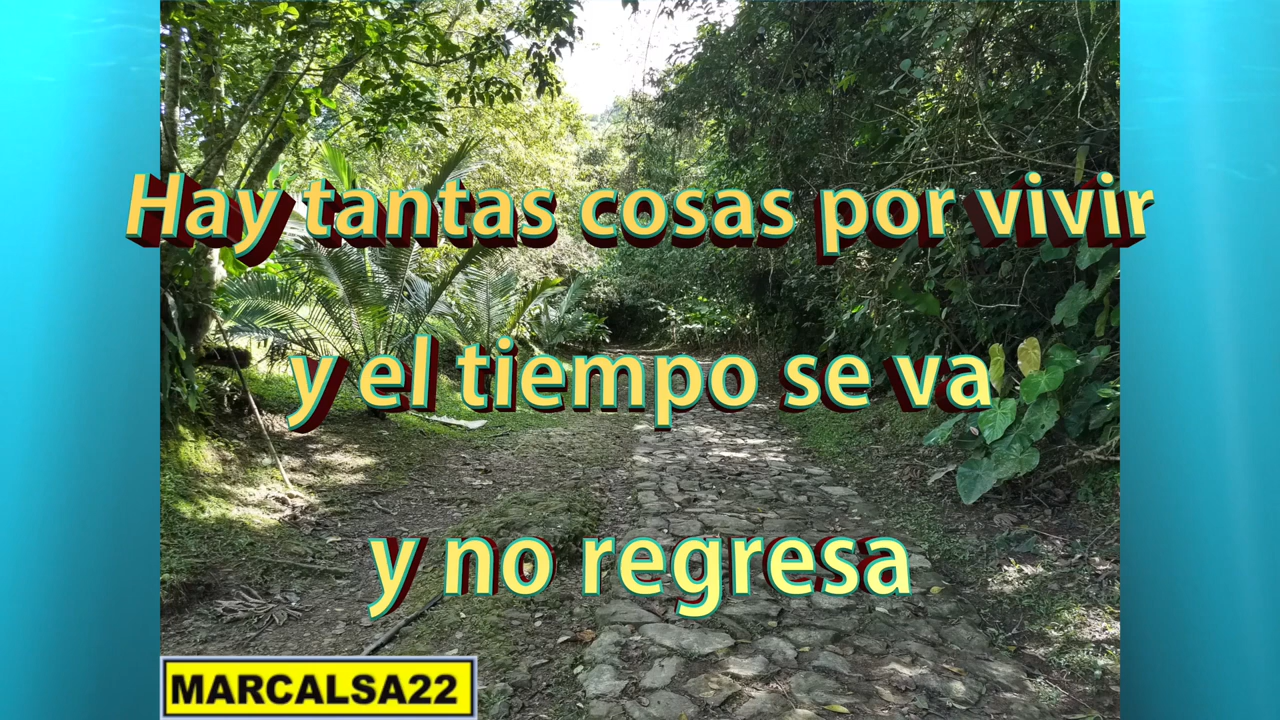 Hay tantas cosas por vivir
y el tiempo se va
y no regresa
MARCALSA22